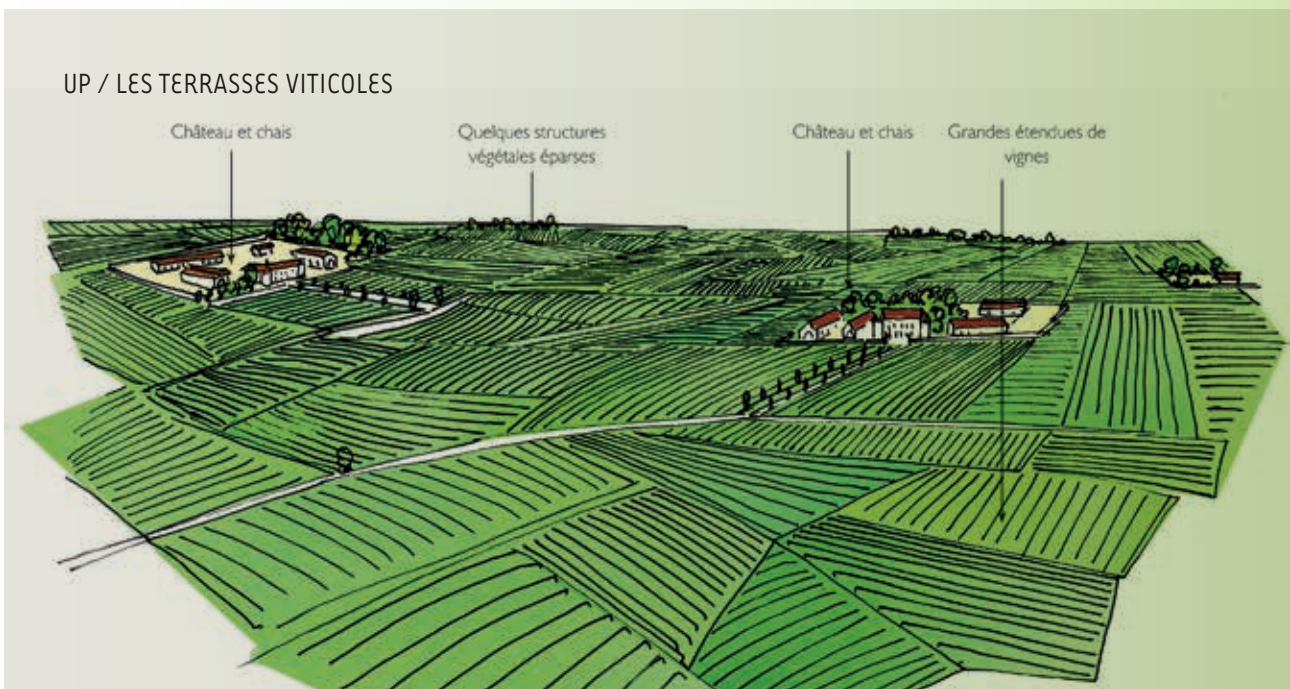 UP / LES TERRASSES VITICOLES
Château et chais
Quelques structures
végétales éparses
Château et chais
Grandes étendues de
vignes